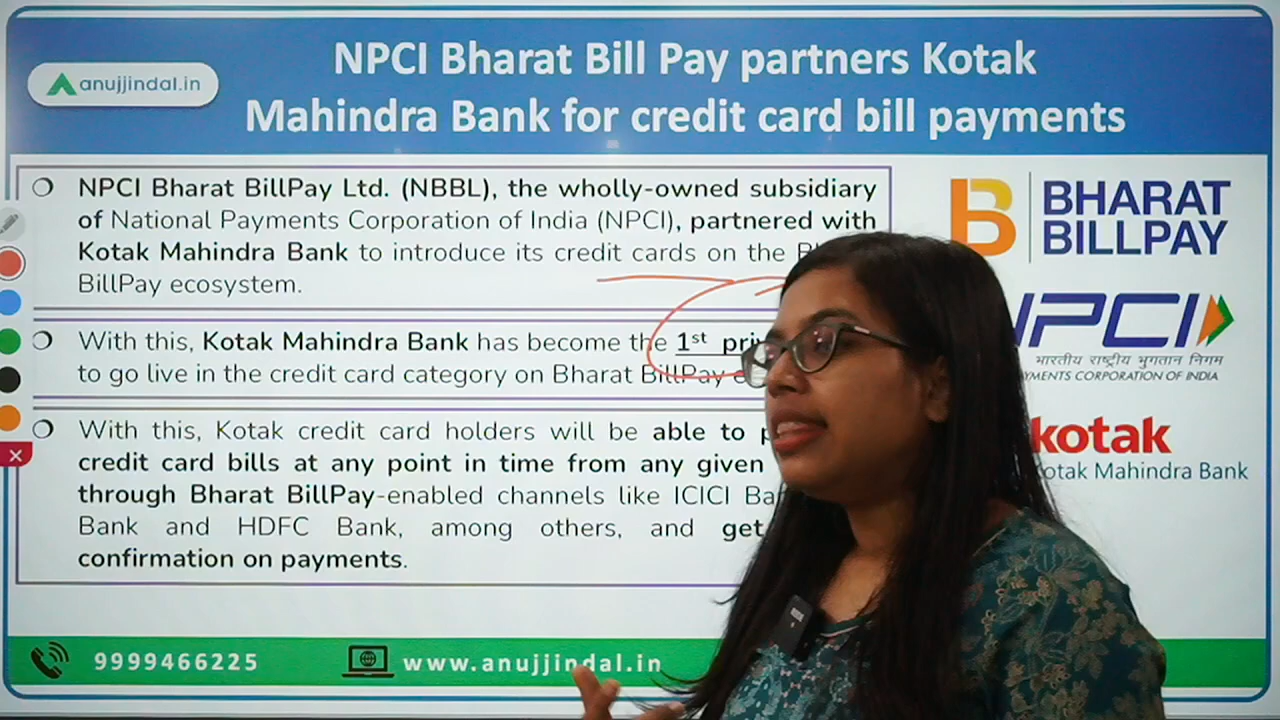 NPCI Bharat Bill Pay partners Kotak
Mahindra Bank for credit card bill payments
anujjindal.in
NPCI Bharat BillPay Ltd. (NBBL), the wholly-owned subsidiary
of National Payments Corporation of India (NPCI), partnered with
Kotak Mahindra Bank to introduce its credit cards on the
BillPay ecosystem.
With this, Kotak Mahindra Bank has become the 1st
to go live in the credit card category on Bharat BillPay
With this, Kotak credit card holders will be able to
credit card bills at any point in time from any given
through Bharat BillPay-enabled channels like ICICI
Bank and HDFC Bank, among others, and get
confirmation on payments.
BHARAT
BILLPAY
NPCI
भारतीय राष्ट्रीय भुगतान निगम
CORPORATION OF INDIA
kotak
Kotak Mahindra Bank
9999466225
www.anujjindal.in